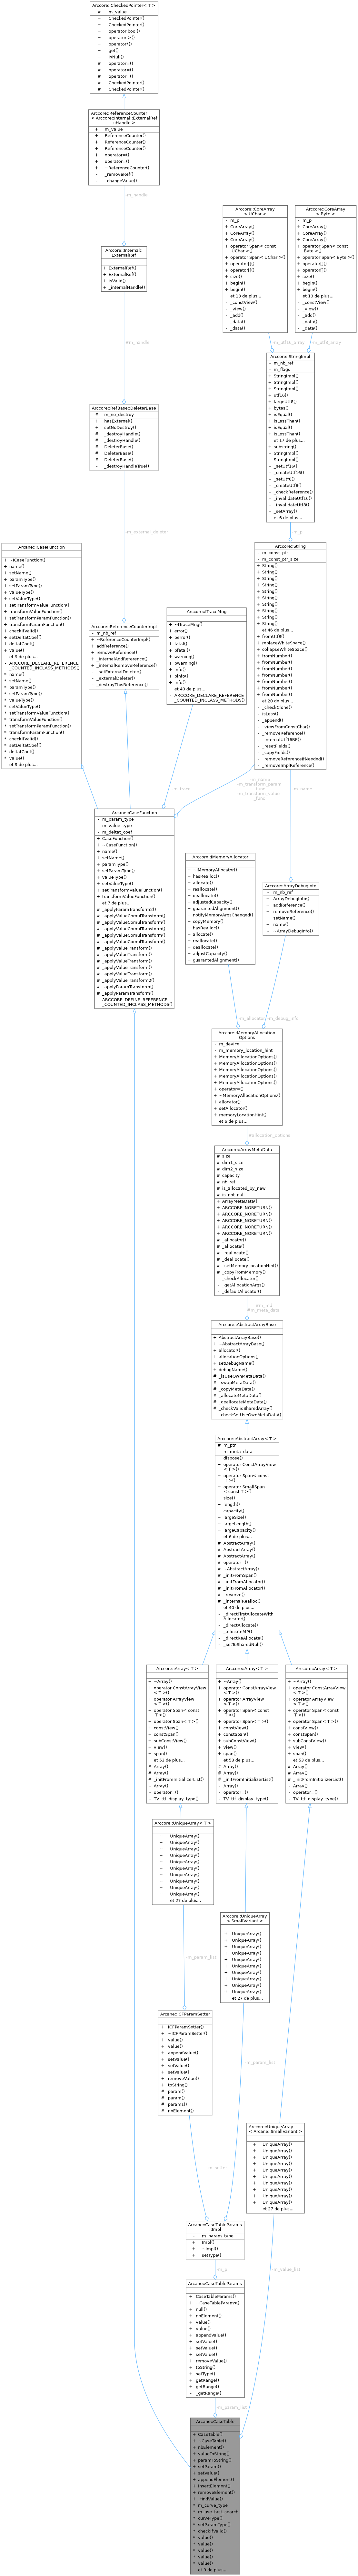 Arccore::CheckedPointer< T >
# m_value
+ CheckedPointer()
+ CheckedPointer()
+ operator bool()
+ operator->()
+ operator*()
+ get()
+ isNull()
# operator=()
# operator=()
# operator=()
# CheckedPointer()
# CheckedPointer()
Arccore::ReferenceCounter
< Arccore::Internal::ExternalRef
::Handle >
+ m_value
+ ReferenceCounter()
+ ReferenceCounter()
+ ReferenceCounter()
+ operator=()
+ operator=()
+ ~ReferenceCounter()
- _removeRef()
- _changeValue()
m_handle
Arccore::Internal::
ExternalRef
+ ExternalRef()
+ ExternalRef()
+ isValid()
+ _internalHandle()
#m_handle
Arccore::RefBase::DeleterBase
# m_no_destroy
+ hasExternal()
+ setNoDestroy()
# _destroyHandle()
# _destroyHandle()
# DeleterBase()
# DeleterBase()
# DeleterBase()
- _destroyHandleTrue()
m_external_deleter
Arccore::CoreArray
< UChar >
- m_p
+ CoreArray()
+ CoreArray()
+ CoreArray()
+ operator Span< const
UChar >()
+ operator Span< UChar >()
+ operator[]()
+ operator[]()
+ size()
+ begin()
+ begin()
et 13 de plus...
- _constView()
- _view()
- _add()
- _data()
- _data()
Arccore::CoreArray
< Byte >
- m_p
+ CoreArray()
+ CoreArray()
+ CoreArray()
+ operator Span< const
Byte >()
+ operator Span< Byte >()
+ operator[]()
+ operator[]()
+ size()
+ begin()
+ begin()
et 13 de plus...
- _constView()
- _view()
- _add()
- _data()
- _data()
m_utf16_array
m_utf8_array
Arccore::StringImpl
- m_nb_ref
- m_flags
+ StringImpl()
+ StringImpl()
+ StringImpl()
+ utf16()
+ largeUtf8()
+ bytes()
+ isEqual()
+ isLessThan()
+ isEqual()
+ isLessThan()
et 17 de plus...
+ substring()
- StringImpl()
- StringImpl()
- _setUtf16()
- _createUtf16()
- _setUtf8()
- _createUtf8()
- _checkReference()
- _invalidateUtf16()
- _invalidateUtf8()
- _setArray()
et 6 de plus...
m_p
Arccore::String
- m_const_ptr
- m_const_ptr_size
+ String()
+ String()
+ String()
+ String()
+ String()
+ String()
+ String()
+ String()
+ String()
+ String()
et 46 de plus...
+ fromUtf8()
+ replaceWhiteSpace()
+ collapseWhiteSpace()
+ fromNumber()
+ fromNumber()
+ fromNumber()
+ fromNumber()
+ fromNumber()
+ fromNumber()
+ fromNumber()
et 20 de plus...
- _checkClone()
- isLess()
- _append()
- _viewFromConstChar()
- _removeReference()
- _internalUtf16BE()
- _resetFields()
- _copyFields()
- _removeReferenceIfNeeded()
- _removeImplReference()
Arcane::ICaseFunction
+ ~ICaseFunction()
+ name()
+ setName()
+ paramType()
+ setParamType()
+ valueType()
+ setValueType()
+ setTransformValueFunction()
+ transformValueFunction()
+ setTransformParamFunction()
+ transformParamFunction()
+ checkIfValid()
+ setDeltatCoef()
+ deltatCoef()
+ value()
et 9 de plus...
- ARCCORE_DECLARE_REFERENCE
_COUNTED_INCLASS_METHODS()
* name()
* setName()
* paramType()
* setParamType()
* valueType()
* setValueType()
* setTransformValueFunction()
* transformValueFunction()
* setTransformParamFunction()
* transformParamFunction()
* checkIfValid()
* setDeltatCoef()
* deltatCoef()
* value()
et 9 de plus...
Arccore::ReferenceCounterImpl
- m_nb_ref
+ ~ReferenceCounterImpl()
+ addReference()
+ removeReference()
+ _internalAddReference()
+ _internalRemoveReference()
+ _setExternalDeleter()
+ _externalDeleter()
+ _destroyThisReference()
Arccore::ITraceMng
+ ~ITraceMng()
+ error()
+ perror()
+ fatal()
+ pfatal()
+ warning()
+ pwarning()
+ info()
+ pinfo()
+ info()
et 40 de plus...
- ARCCORE_DECLARE_REFERENCE
_COUNTED_INCLASS_METHODS()
m_trace
m_name
m_transform_param
_func
m_transform_value
_func
m_name
Arcane::CaseFunction
- m_param_type
- m_value_type
- m_deltat_coef
+ CaseFunction()
+ ~CaseFunction()
+ name()
+ setName()
+ paramType()
+ setParamType()
+ valueType()
+ setValueType()
+ setTransformValueFunction()
+ transformValueFunction()
et 7 de plus...
# _applyParamTransform2()
# _applyValueComulTransform()
# _applyValueComulTransform()
# _applyValueComulTransform()
# _applyValueComulTransform()
# _applyValueComulTransform()
# _applyValueTransform()
# _applyValueTransform()
# _applyValueTransform()
# _applyValueTransform()
# _applyValueTransform()
# _applyValueTransform2()
# _applyParamTransform()
# _applyParamTransform()
- ARCCORE_DEFINE_REFERENCE
_COUNTED_INCLASS_METHODS()
Arccore::IMemoryAllocator
+ ~IMemoryAllocator()
+ hasRealloc()
+ allocate()
+ reallocate()
+ deallocate()
+ adjustedCapacity()
+ guarantedAlignment()
+ notifyMemoryArgsChanged()
+ copyMemory()
+ hasRealloc()
+ allocate()
+ reallocate()
+ deallocate()
+ adjustCapacity()
+ guarantedAlignment()
Arccore::ArrayDebugInfo
- m_nb_ref
+ ArrayDebugInfo()
+ addReference()
+ removeReference()
+ setName()
+ name()
- ~ArrayDebugInfo()
m_allocator
m_debug_info
Arccore::MemoryAllocation
Options
- m_device
- m_memory_location_hint
+ MemoryAllocationOptions()
+ MemoryAllocationOptions()
+ MemoryAllocationOptions()
+ MemoryAllocationOptions()
+ MemoryAllocationOptions()
+ operator=()
+ ~MemoryAllocationOptions()
+ allocator()
+ setAllocator()
+ memoryLocationHint()
et 6 de plus...
#allocation_options
Arccore::ArrayMetaData
# size
# dim1_size
# dim2_size
# capacity
# nb_ref
# is_allocated_by_new
# is_not_null
+ ArrayMetaData()
+ ARCCORE_NORETURN()
+ ARCCORE_NORETURN()
+ ARCCORE_NORETURN()
+ ARCCORE_NORETURN()
+ ARCCORE_NORETURN()
# _allocator()
# _allocate()
# _reallocate()
# _deallocate()
# _setMemoryLocationHint()
# _copyFromMemory()
- _checkAllocator()
- _getAllocationArgs()
- _defaultAllocator()
#m_md
#m_meta_data
Arccore::AbstractArrayBase
+ AbstractArrayBase()
+ ~AbstractArrayBase()
+ allocator()
+ allocationOptions()
+ setDebugName()
+ debugName()
# _isUseOwnMetaData()
# _swapMetaData()
# _copyMetaData()
# _allocateMetaData()
# _deallocateMetaData()
# _checkValidSharedArray()
- _checkSetUseOwnMetaData()
Arccore::AbstractArray< T >
# m_ptr
- m_meta_data
+ dispose()
+ operator ConstArrayView
< T >()
+ operator Span< const
T >()
+ operator SmallSpan
< const T >()
+ size()
+ length()
+ capacity()
+ largeSize()
+ largeLength()
+ largeCapacity()
et 6 de plus...
# AbstractArray()
# AbstractArray()
# AbstractArray()
# operator=()
# ~AbstractArray()
# _initFromSpan()
# _initFromAllocator()
# _initFromAllocator()
# _reserve()
# _internalRealloc()
et 40 de plus...
- _directFirstAllocateWith
Allocator()
- _directAllocate()
- _allocateMP()
- _directReAllocate()
- _setToSharedNull()
Arccore::Array< T >
+ ~Array()
+ operator ConstArrayView
< T >()
+ operator ArrayView
< T >()
+ operator Span< const
T >()
+ operator Span< T >()
+ constView()
+ constSpan()
+ subConstView()
+ view()
+ span()
et 53 de plus...
# Array()
# Array()
# _initFromInitializerList()
- Array()
- operator=()
- TV_ttf_display_type()
Arccore::Array< T >
+ ~Array()
+ operator ConstArrayView
< T >()
+ operator ArrayView
< T >()
+ operator Span< const
T >()
+ operator Span< T >()
+ constView()
+ constSpan()
+ subConstView()
+ view()
+ span()
et 53 de plus...
# Array()
# Array()
# _initFromInitializerList()
- Array()
- operator=()
- TV_ttf_display_type()
Arccore::Array< T >
+ ~Array()
+ operator ConstArrayView
< T >()
+ operator ArrayView
< T >()
+ operator Span< const
T >()
+ operator Span< T >()
+ constView()
+ constSpan()
+ subConstView()
+ view()
+ span()
et 53 de plus...
# Array()
# Array()
# _initFromInitializerList()
- Array()
- operator=()
- TV_ttf_display_type()
Arccore::UniqueArray< T >
+ UniqueArray()
+ UniqueArray()
+ UniqueArray()
+ UniqueArray()
+ UniqueArray()
+ UniqueArray()
+ UniqueArray()
+ UniqueArray()
+ UniqueArray()
+ UniqueArray()
et 27 de plus...
m_param_list
Arccore::UniqueArray
< SmallVariant >
+ UniqueArray()
+ UniqueArray()
+ UniqueArray()
+ UniqueArray()
+ UniqueArray()
+ UniqueArray()
+ UniqueArray()
+ UniqueArray()
+ UniqueArray()
+ UniqueArray()
et 27 de plus...
m_param_list
Arcane::ICFParamSetter
+ ICFParamSetter()
+ ~ICFParamSetter()
+ value()
+ value()
+ appendValue()
+ setValue()
+ setValue()
+ setValue()
+ removeValue()
+ toString()
# param()
# param()
# params()
# nbElement()
m_setter
Arccore::UniqueArray
< Arcane::SmallVariant >
+ UniqueArray()
+ UniqueArray()
+ UniqueArray()
+ UniqueArray()
+ UniqueArray()
+ UniqueArray()
+ UniqueArray()
+ UniqueArray()
+ UniqueArray()
+ UniqueArray()
et 27 de plus...
m_value_list
Arcane::CaseTableParams
::Impl
- m_param_type
+ Impl()
+ ~Impl()
+ setType()
m_p
Arcane::CaseTableParams
+ CaseTableParams()
+ ~CaseTableParams()
+ null()
+ nbElement()
+ value()
+ value()
+ appendValue()
+ setValue()
+ setValue()
+ setValue()
+ removeValue()
+ toString()
+ setType()
+ getRange()
+ getRange()
- _getRange()
m_param_list
Arcane::CaseTable
+ CaseTable()
+ ~CaseTable()
+ nbElement()
+ valueToString()
+ paramToString()
+ setParam()
+ setValue()
+ appendElement()
+ insertElement()
+ removeElement()
+ _findValue()
* m_curve_type
* m_use_fast_search
* curveType()
* setParamType()
* checkIfValid()
* value()
* value()
* value()
* value()
* value()
et 9 de plus...